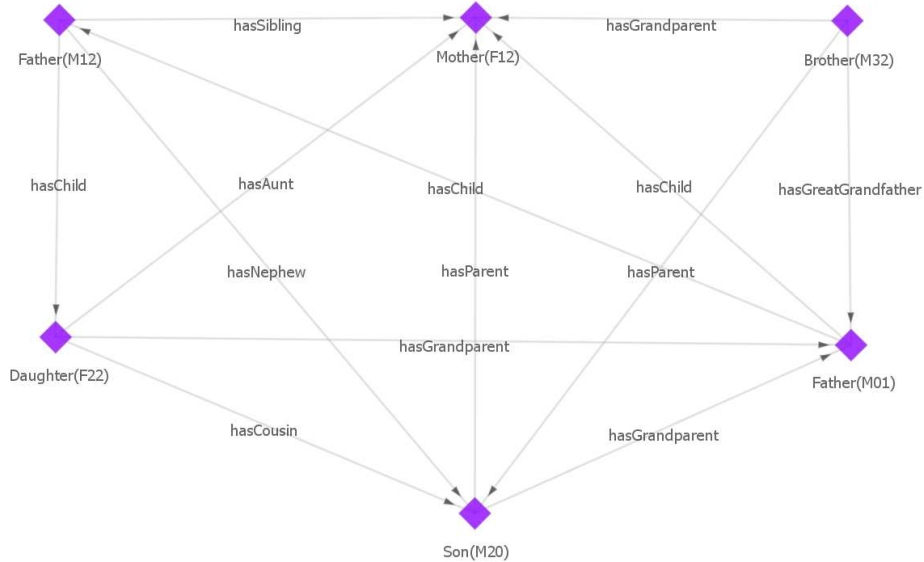 hasSibling
hasGrandparent
Father(M12)
Mother(F12)
Brother(M32)
hasChild
hasAunt
hasChild
hasChild
hasGreatGrandfather
hasNephew
hasParent
hasParent
hasGrandparent
Daughter(F22)
Father(M01)
hasCousin
hasGrandparent
Son(M20)